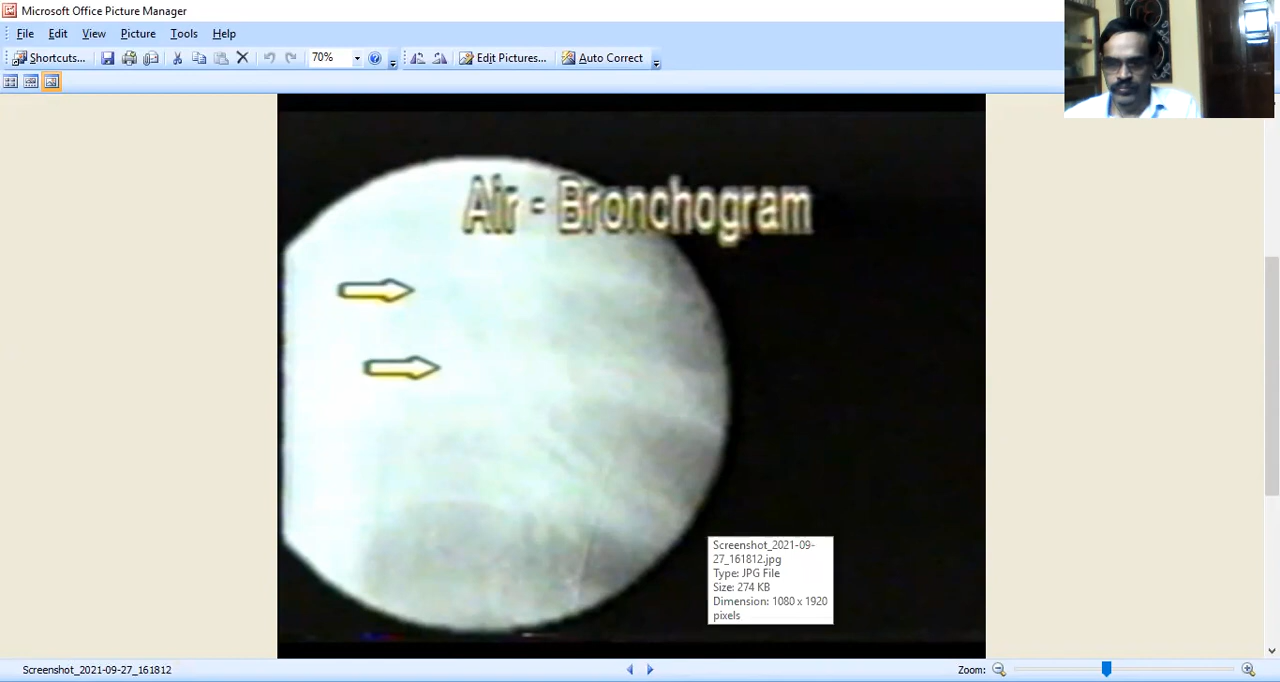 Microsoft Office Picture Manager
File Edit View Picture Tools Help
Shortcuts... 70% Edit Pictures... Auto Correct
Air - Bronchogram
Screenshot_2021-09-
27_161812.jpg
Type: JPG File
Size: 274 KB
Dimension: 1080 x 1920
pixels
Screenshot_2021-09-27_161812 Zoom: